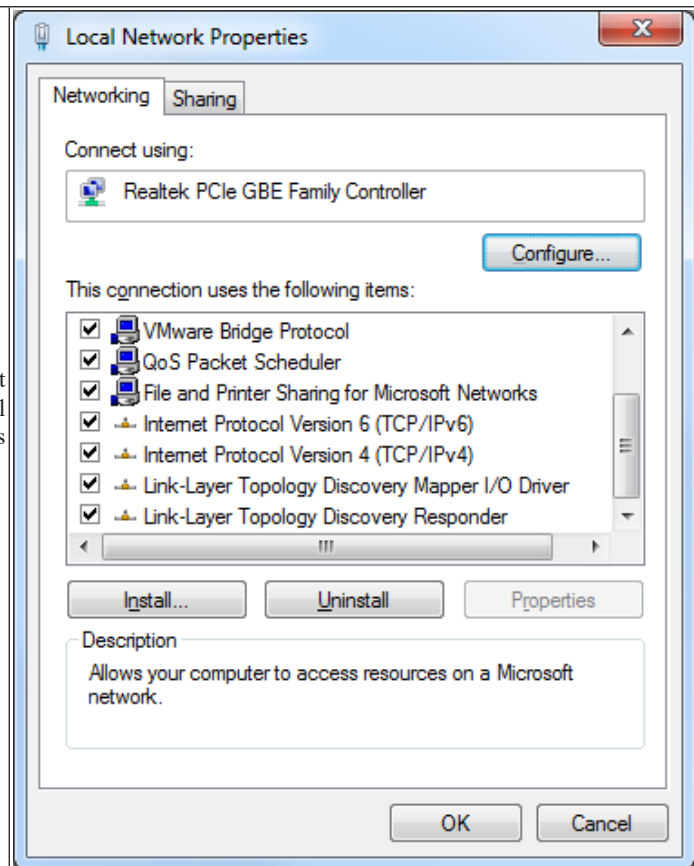 Local Network Properties
Networking
Sharing
Connect using:
Realtek PCIe GBE Family Controller
Configure...
This connection uses the following items:
VMware Bridge Protocol
QoS Packet Scheduler
File and Printer Sharing for Microsoft Networks
Internet Protocol Version 6 (TCP/IPv6)
Internet Protocol Version 4 (TCP/IPv4)
Link-Layer Topology Discovery Mapper I/O Driver
Link-Layer Topology Discovery Responder
Install...
Uninstall
Properties
Description
Allows your computer to access resources on a Microsoft
network.
OK
Cancel